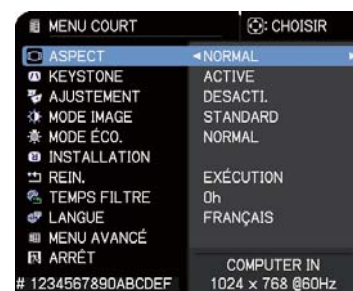 MENU COURT : CHOISIR
ASPECT NORMAL
KEYSTONE ACTIVE
AJUSTEMENT DESACTI.
MODE IMAGE STANDARD
MODE ÉCO. NORMAL
INSTALLATION
REIN. EXÉCUTION
TEMPS FILTRE 0h
LANGUE FRANÇAIS
MENU AVANCÉ
ARRÊT COMPUTER IN
# 1234567890ABCDEF 1024 x 768 @60Hz